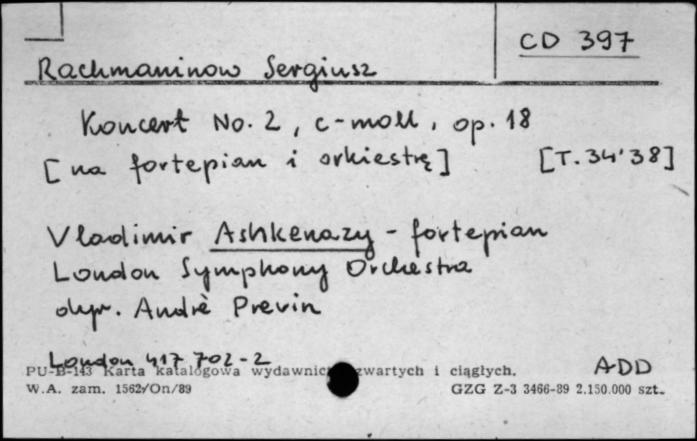 CD 397
Rachmaninow Sergiusz
Koncert No. 2, c-moll, op. 18
[na fortepian i orkiestrę] [T. 34'38]
Vladimir Ashkenazy - fortepian
London Symphony Orchestra
dyr. Andrè Previn
London 417 702-2
ADD
PU-B-143 Karta katalogowa wydawnic zwartych i ciągłych.
W.A. zam. 1562/On/89 GZG Z-3 3466-89 2.150.000 szt.